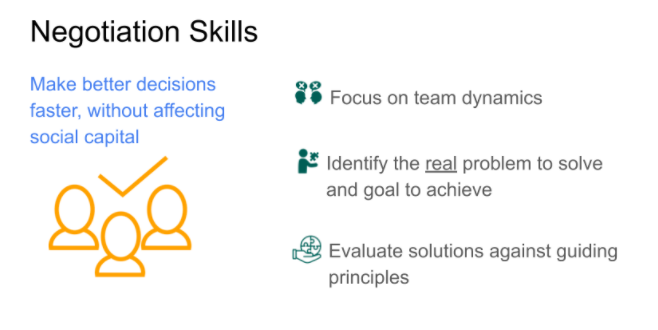 Negotiation Skills
Make better decisions
faster, without affecting
social capital
Focus on team dynamics
Identify the real problem to solve
and goal to achieve
Evaluate solutions against guiding
principles